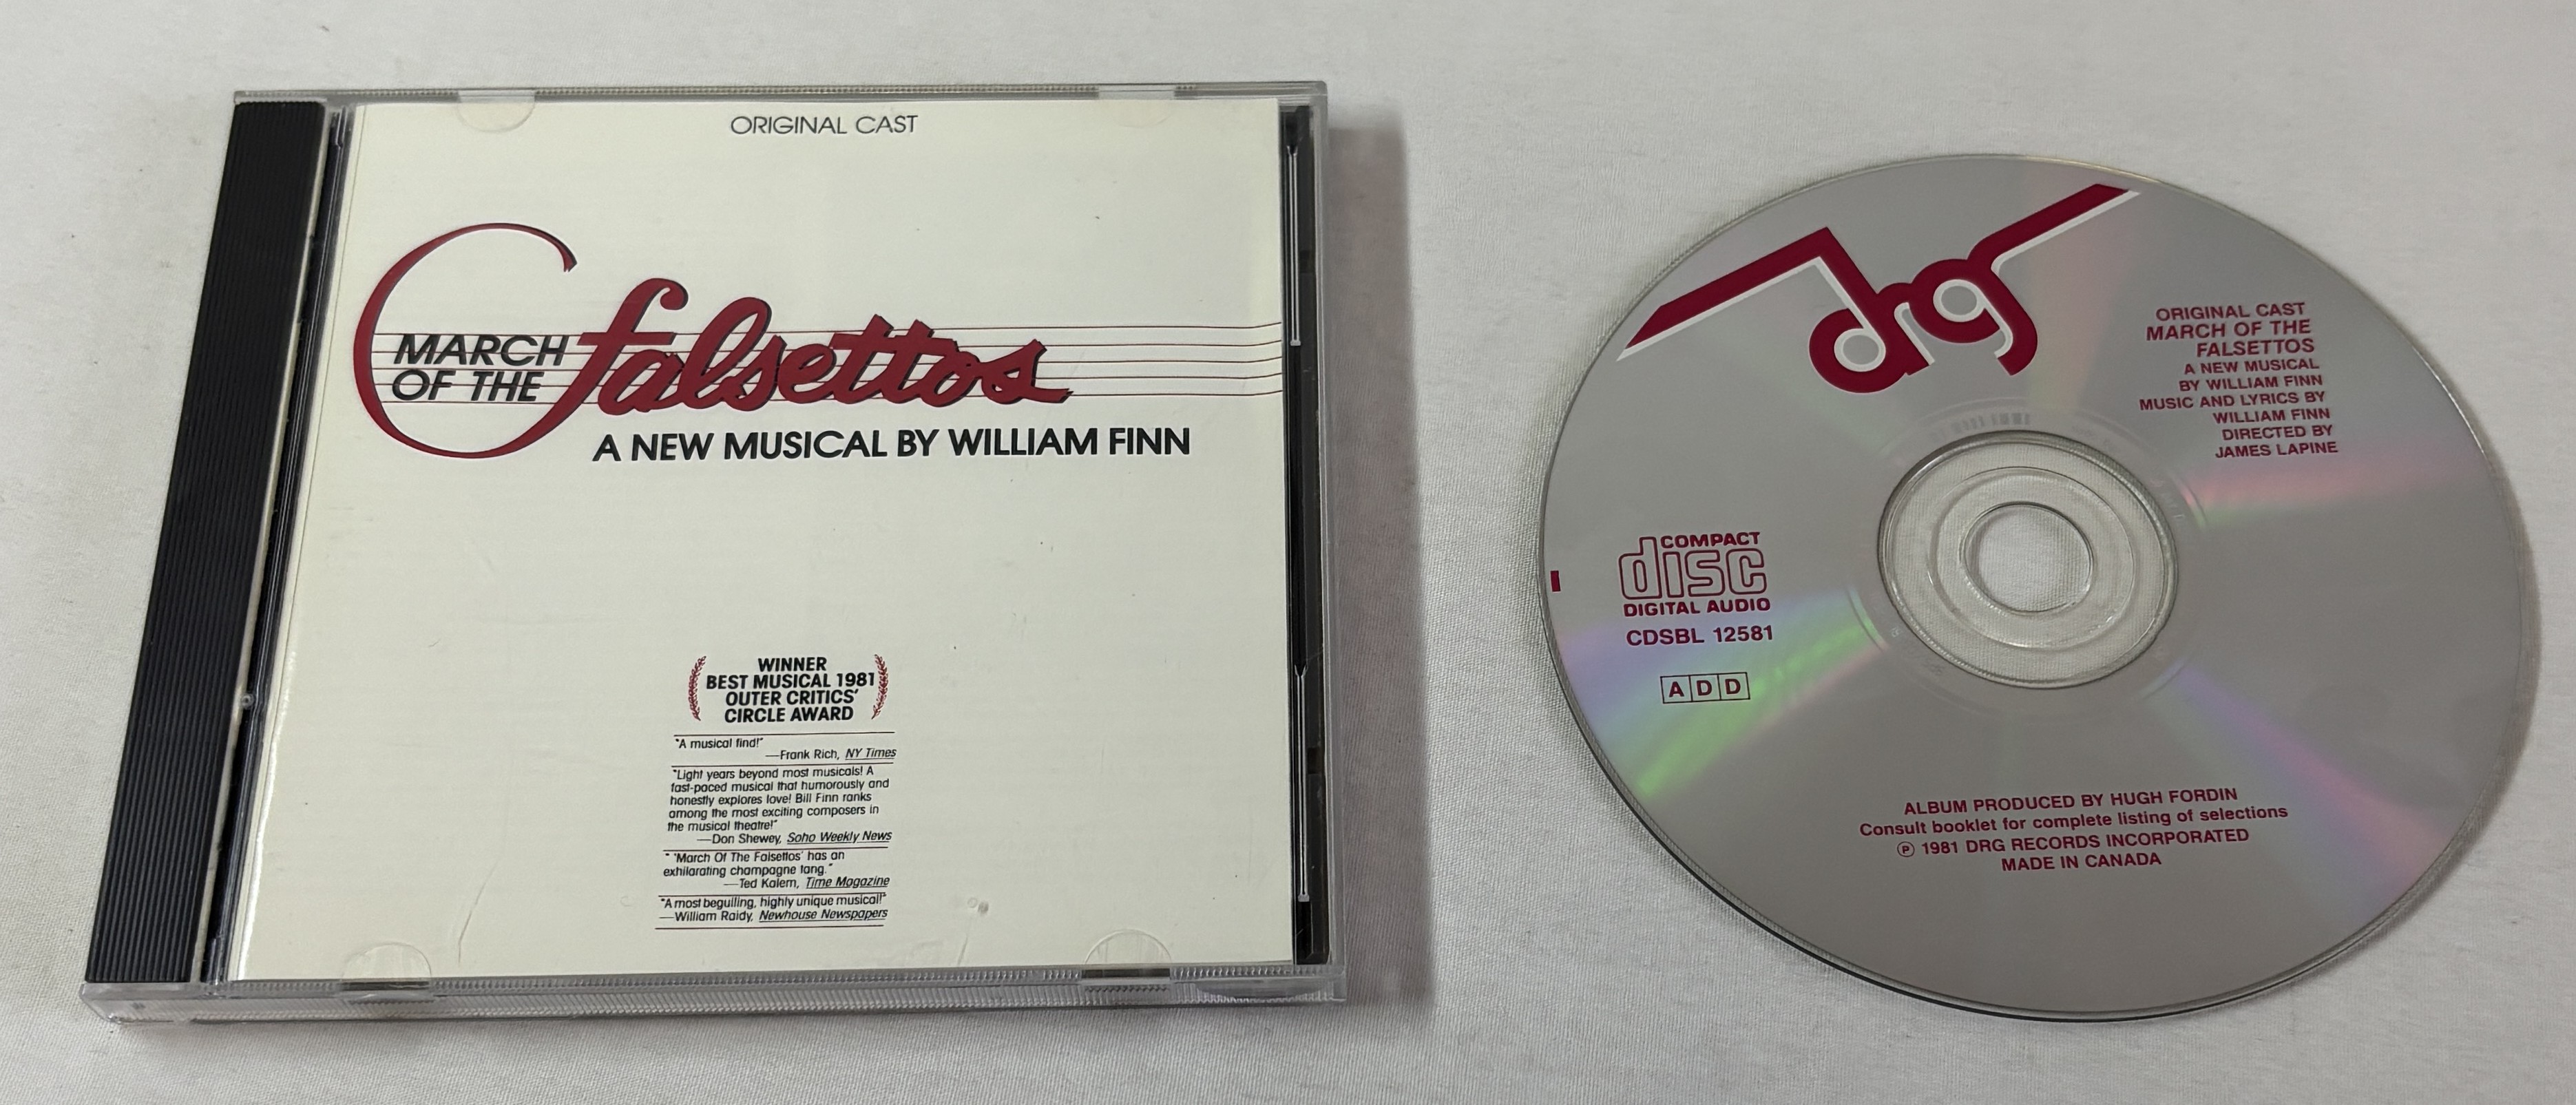 ORIGINAL CAST
MARCH
OF THE
falsettos
A NEW MUSICAL BY WILLIAM FINN
WINNER
BEST MUSICAL 1981
OUTER CRITICS'
CIRCLE AWARD
"A musical find!"
—Frank Rich, NY Times
"Light years beyond most musicals! A
fast-paced musical that humorously and
honestly explores love! Bill Finn ranks
among the most exciting composers in
the musical theatre!"
—Don Shewey, Soho Weekly News
" 'March Of The Falsettos' has an
exhilarating champagne tang."
—Ted Kalem, Time Magazine
"A most beguiling, highly unique musical!"
—William Raidy, Newhouse Newspapers
drg
ORIGINAL CAST
MARCH OF THE
FALSETTOS
A NEW MUSICAL
BY WILLIAM FINN
MUSIC AND LYRICS BY
WILLIAM FINN
DIRECTED BY
JAMES LAPINE
COMPACT
disc
DIGITAL AUDIO
CDSBL 12581
ADD
ALBUM PRODUCED BY HUGH FORDIN
Consult booklet for complete listing of selections
℗ 1981 DRG RECORDS INCORPORATED
MADE IN CANADA